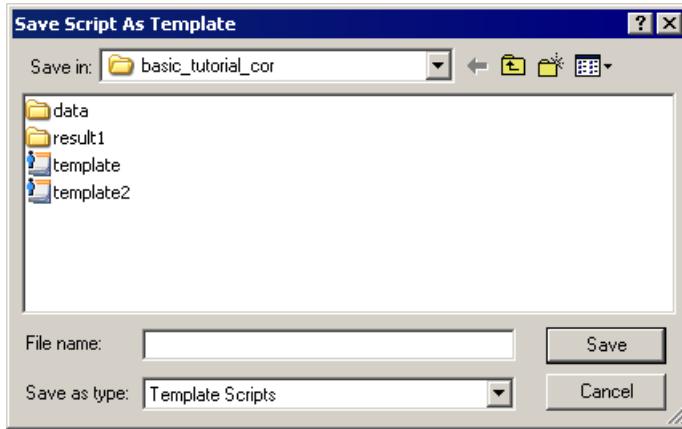 Save Script As Template
Save in: basic_tutorial_cor
data
result1
template
template2
File name: Save
Save as type: Template Scripts Cancel